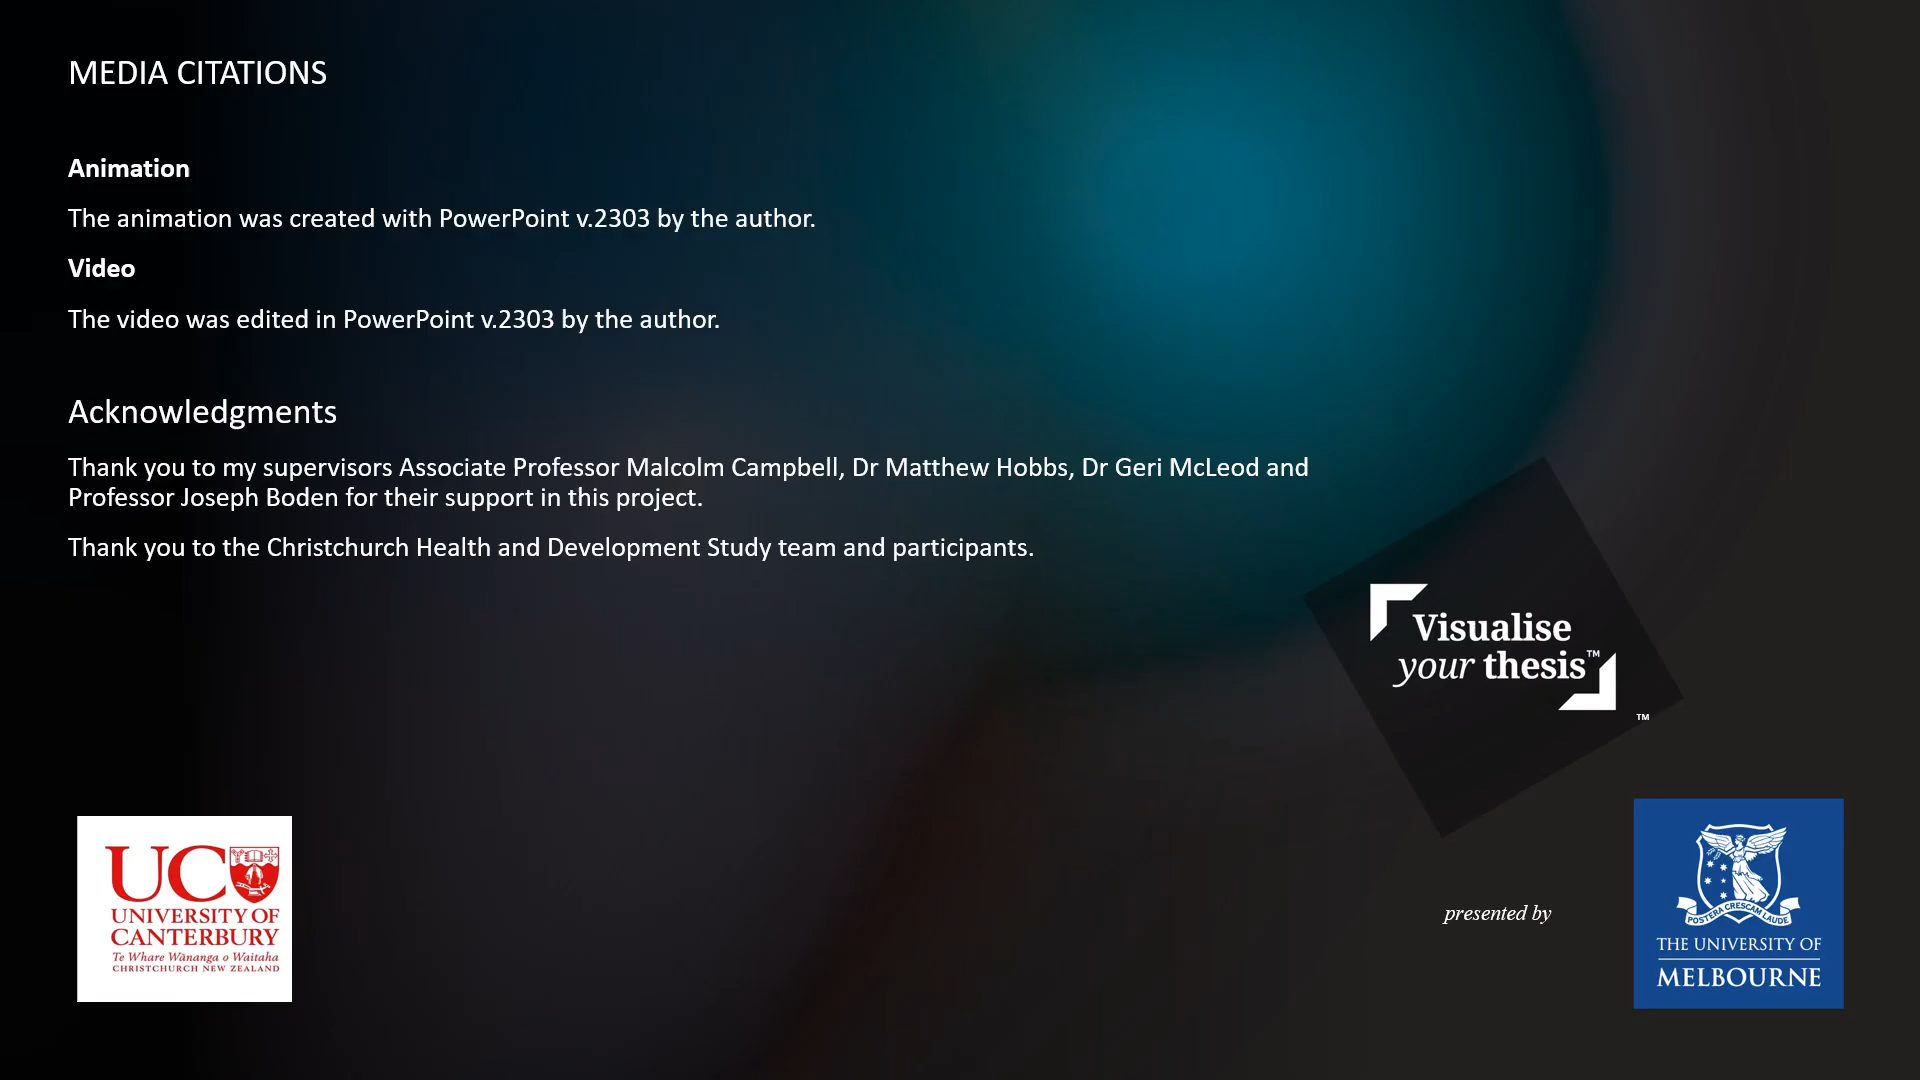 MEDIA CITATIONS
Animation
The animation was created with PowerPoint v.2303 by the author.
Video
The video was edited in PowerPoint v.2303 by the author.
Acknowledgments
Thank you to my supervisors Associate Professor Malcolm Campbell, Dr Matthew Hobbs, Dr Geri McLeod and
Professor Joseph Boden for their support in this project.
Thank you to the Christchurch Health and Development Study team and participants.
Visualise
your thesis™
™
UC
UNIVERSITY OF
CANTERBURY
Te Whare Wānanga o Waitaha
CHRISTCHURCH NEW ZEALAND
presented by
POSTERA CRESCAM LAUDE
THE UNIVERSITY OF
MELBOURNE